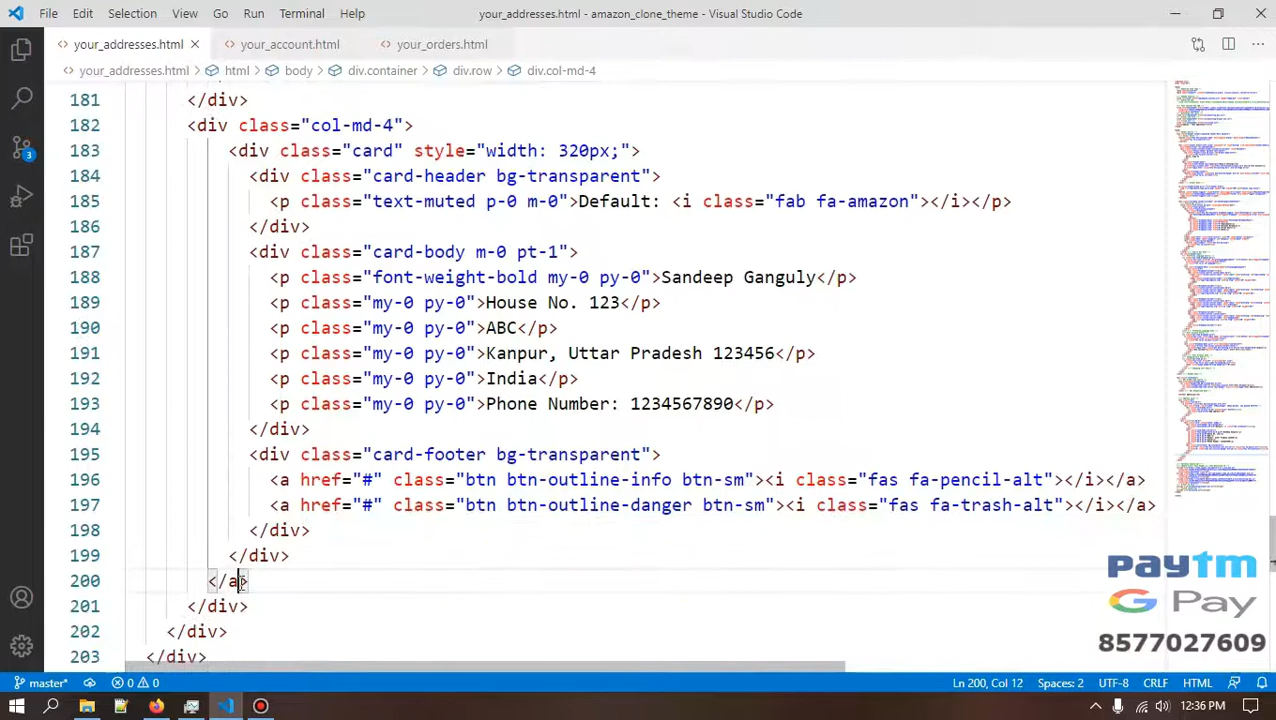 File Edit Selection View Go Run Terminal Help your_addresses.html - amazon_clone_theme - Visual Studio Code
your_addresses.html your_account.html your_orders.html
your_addresses.html > html > body > div.container > div.row > div.col-md-4
181 </div>
182 <div class="col-md-4">
183 <div class="card" style="width: 320px;">
184 <div class="card-header bg-transparent">
185 <p class="text-muted p-0 m-0">Default: <i class="fab fa-amazon"></i></p>
186 </div>
187 <div class="card-body m-0 pt-1">
188 <p class="font-weight-bold my-0 py-0">Sandeep Ganguly</p>
189 <p class="my-0 py-0">House No. 123</p>
190 <p class="my-0 py-0">ABC</p>
191 <p class="my-0 py-0">Lucknow, Uttar Pradesh 123456</p>
192 <p class="my-0 py-0">India</p>
193 <p class="my-0 py-0">Phone Number: 1234567890</p>
194 </div>
195 <div class="card-footer bg-transparent">
196 <a href="#" class="btn btn-outline-info btn-sm"><i class="fas fa-pencil-alt"></i></a>
197 <a href="#" class="btn btn-outline-danger btn-sm"><i class="fas fa-trash-alt"></i></a>
198 </div>
199 </div>
200 </a>
201 </div>
202 </div>
203 </div>
paytm
G Pay
8577027609
3
master* 0 0 Ln 200, Col 12 Spaces: 2 UTF-8 CRLF HTML
12:36 PM